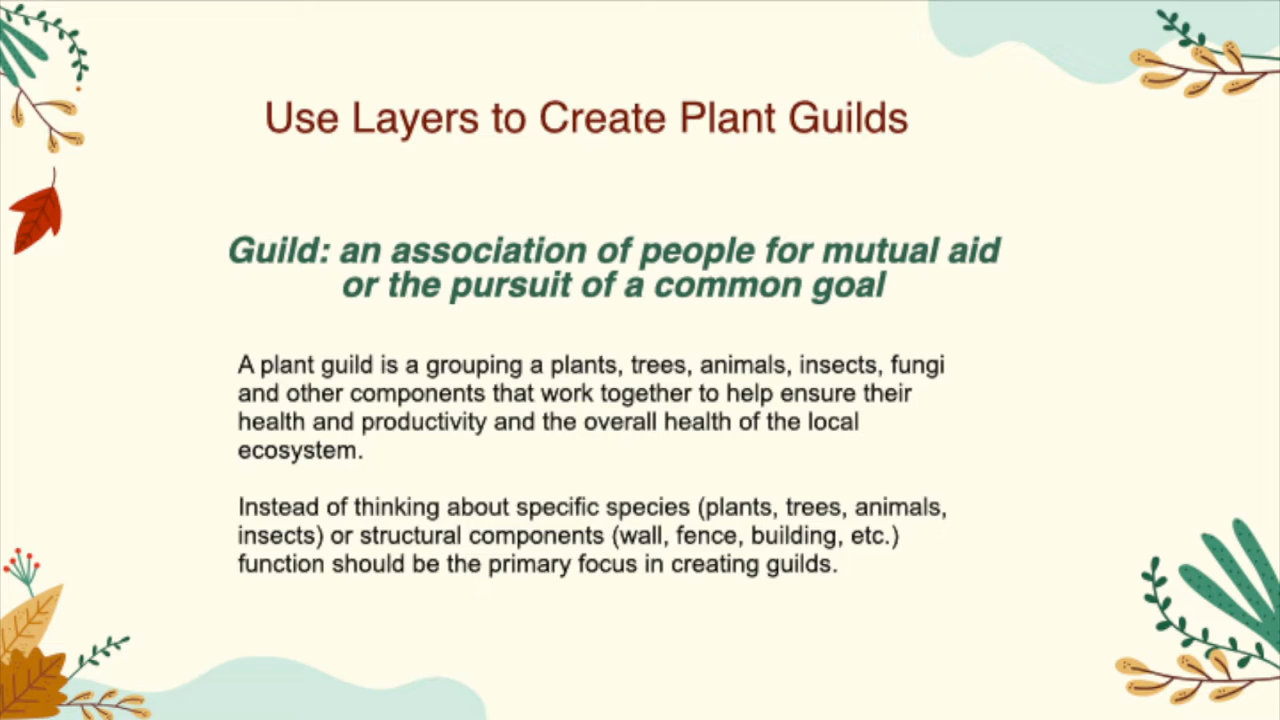 Use Layers to Create Plant Guilds
Guild: an association of people for mutual aid
or the pursuit of a common goal
A plant guild is a grouping a plants, trees, animals, insects, fungi
and other components that work together to help ensure their
health and productivity and the overall health of the local
ecosystem.
Instead of thinking about specific species (plants, trees, animals,
insects) or structural components (wall, fence, building, etc.)
function should be the primary focus in creating guilds.